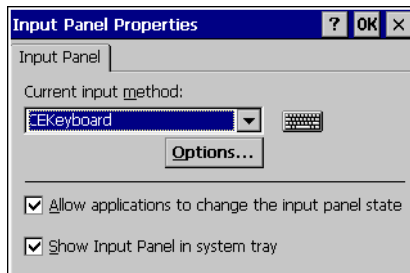 Input Panel Properties ? OK ×
Input Panel
Current input method:
CEKeyboard
Options...
Allow applications to change the input panel state
Show Input Panel in system tray